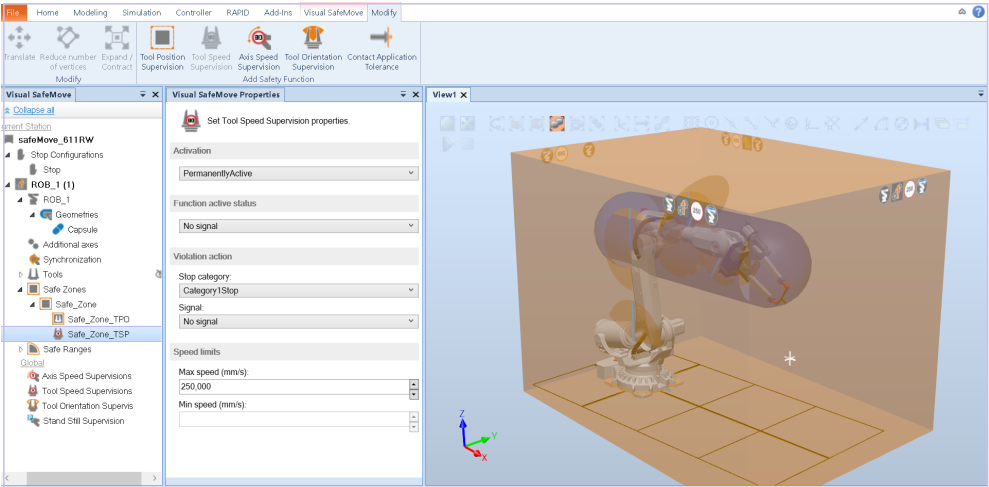 File Home Modeling Simulation Controller RAPID Add-Ins Visual SafeMove Modify
Translate Reduce number of vertices Expand / Contract Tool Position Supervision Tool Speed Supervision Axis Speed Supervision Tool Orientation Supervision Contact Application Tolerance
Modify Add Safety Function
Visual SafeMove
Collapse all
urrent Station
safeMove_611RW
Stop Configurations
Stop
ROB_1 (1)
ROB_1
Geometries
Capsule
Additional axes
Synchronization
Tools
Safe Zones
Safe_Zone
Safe_Zone_TPO
Safe_Zone_TSP
Safe Ranges
Global
Axis Speed Supervisions
Tool Speed Supervisions
Tool Orientation Supervis
Stand Still Supervision
Visual SafeMove Properties
Set Tool Speed Supervision properties.
Activation
PermanentlyActive
Function active status
No signal
Violation action
Stop category:
Category1Stop
Signal:
No signal
Speed limits
Max speed (mm/s):
250,000
Min speed (mm/s):
View1
250
Z
Y
X